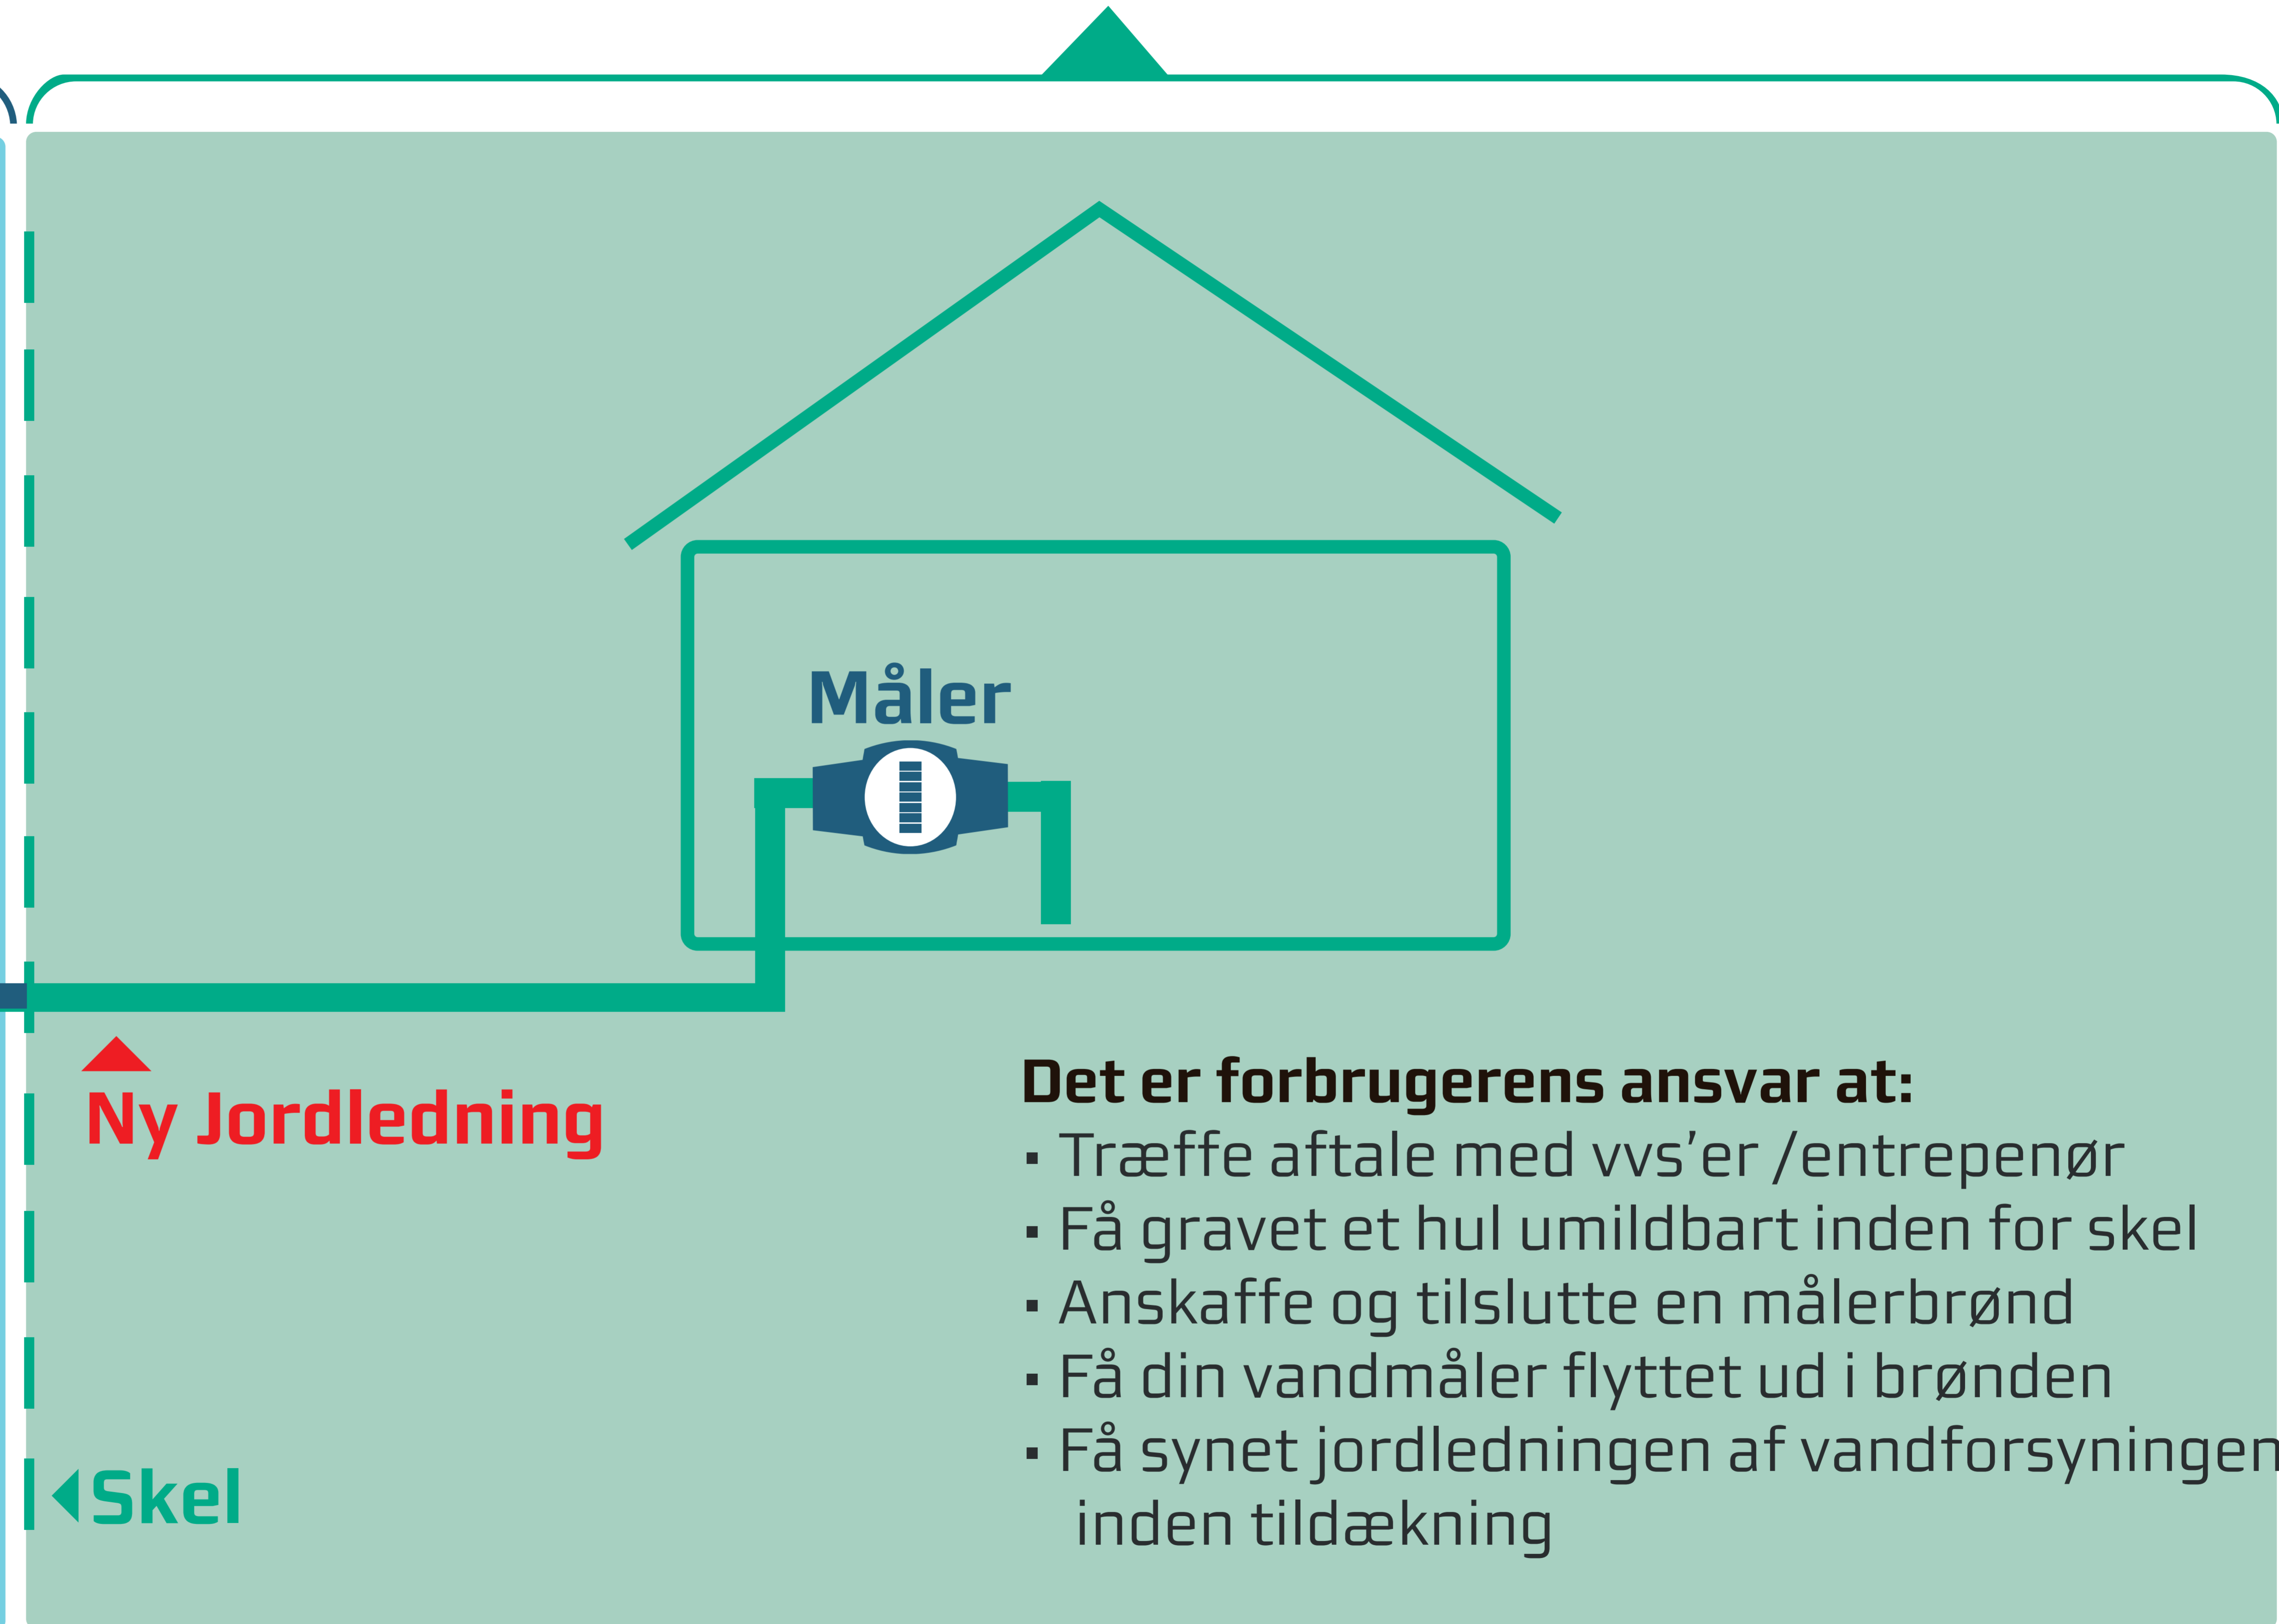 Måler
Ny Jordledning
Det er forbrugerens ansvar at:
▪ Træffe aftale med vvs’er /entrepenør
▪ Få gravet et hul umildbart inden for skel
▪ Anskaffe og tilslutte en målerbrønd
▪ Få din vandmåler flyttet ud i brønden
▪ Få synet jordledningen af vandforsyningen
inden tildækning
Skel